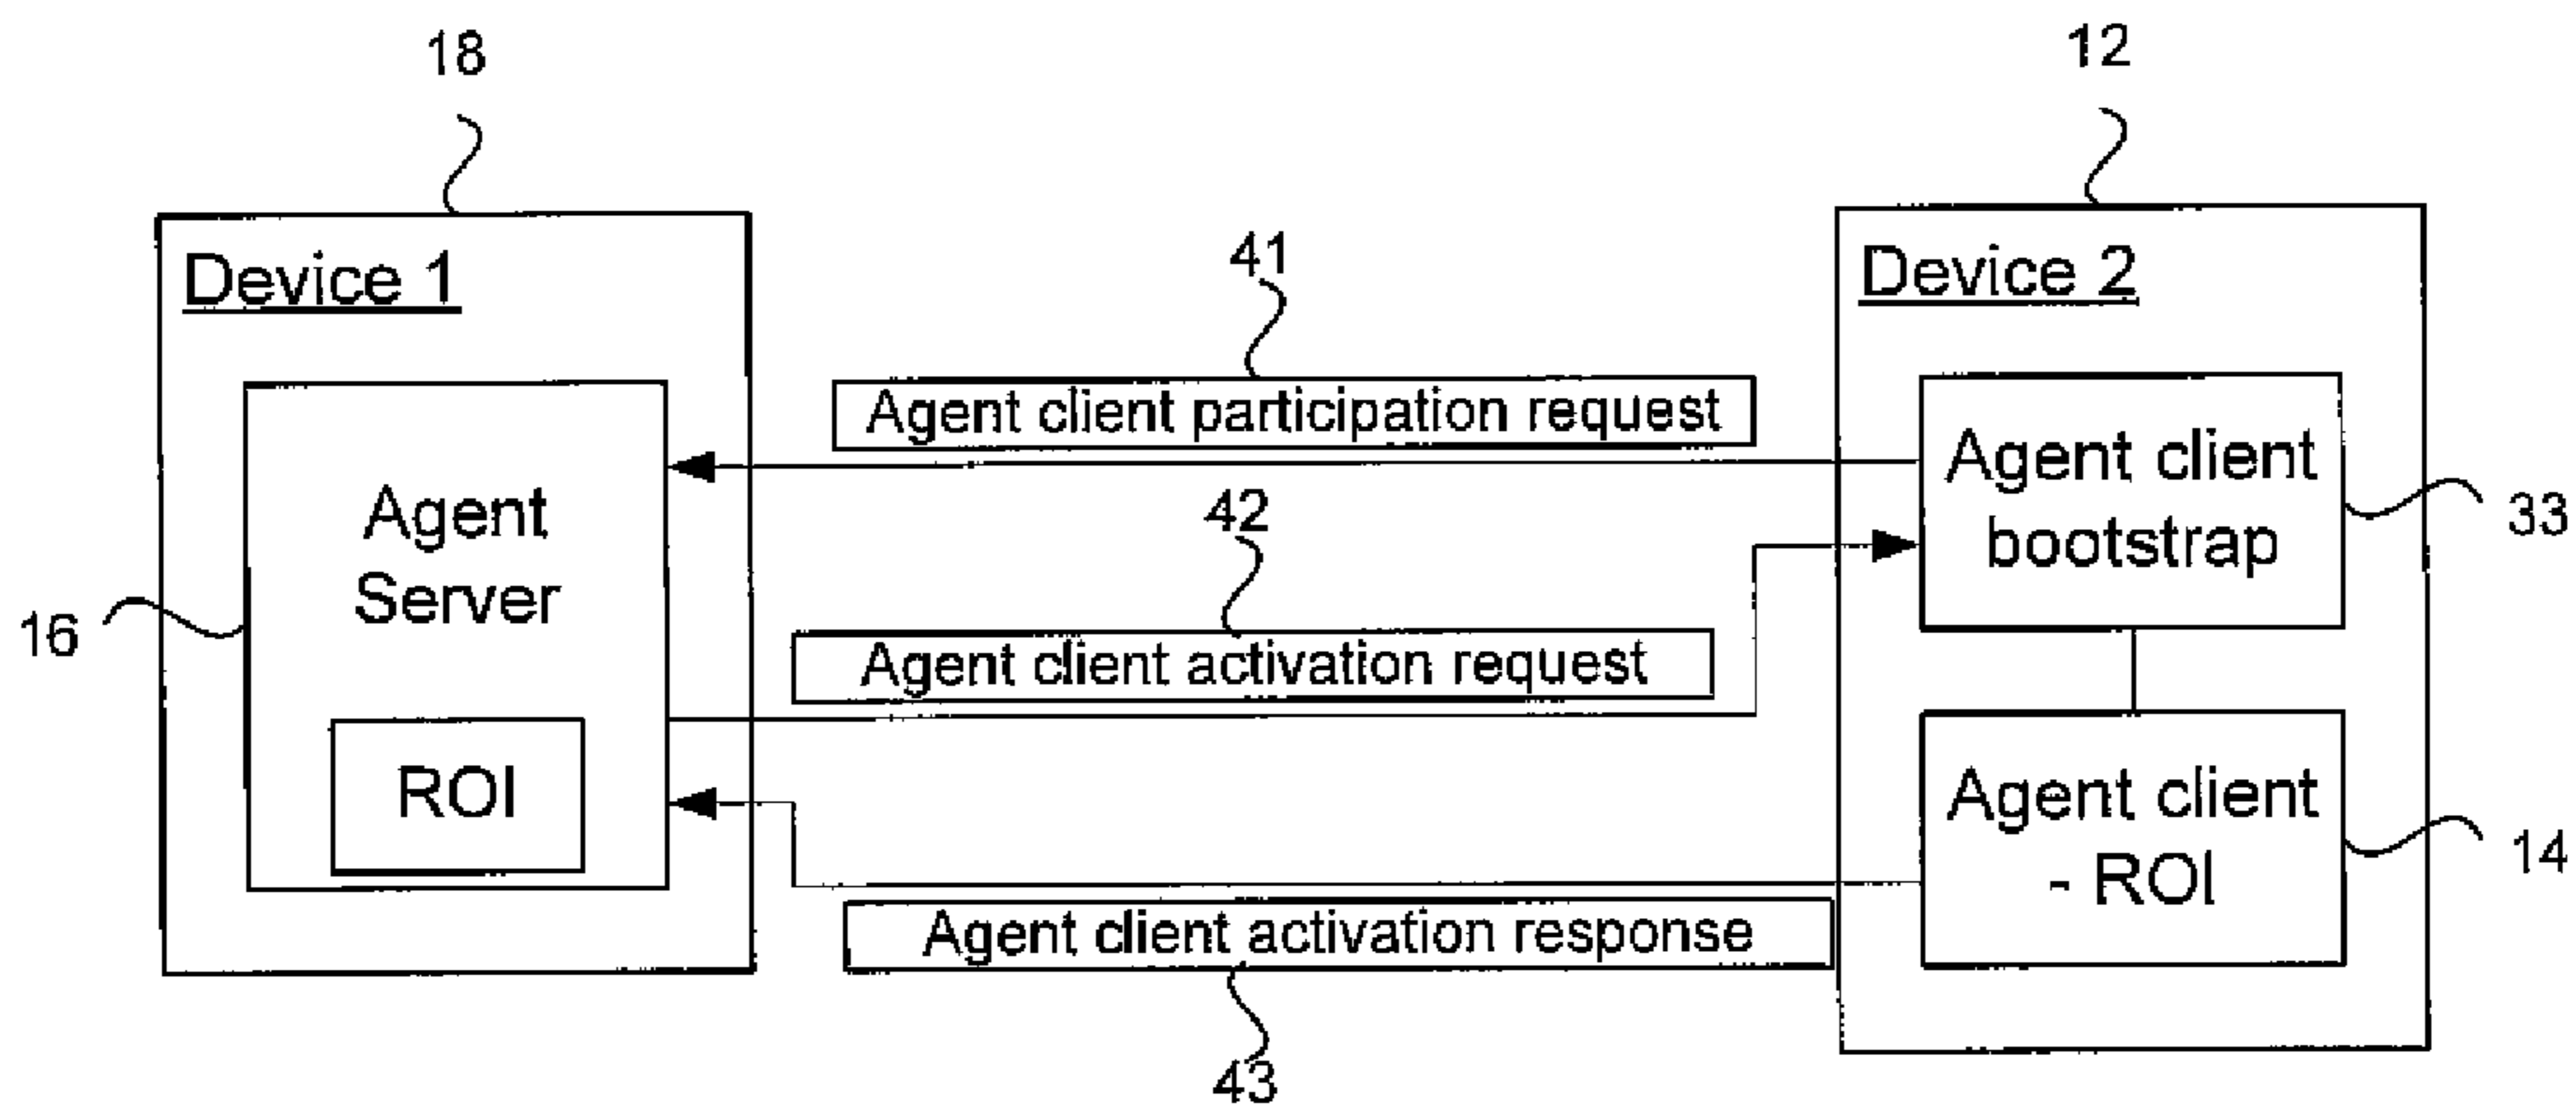 18
12
Device 1
Device 2
41
Agent client participation request
Agent client
bootstrap
33
42
Agent
Server
16
Agent client activation request
ROI
Agent client
- ROI
14
Agent client activation response
43